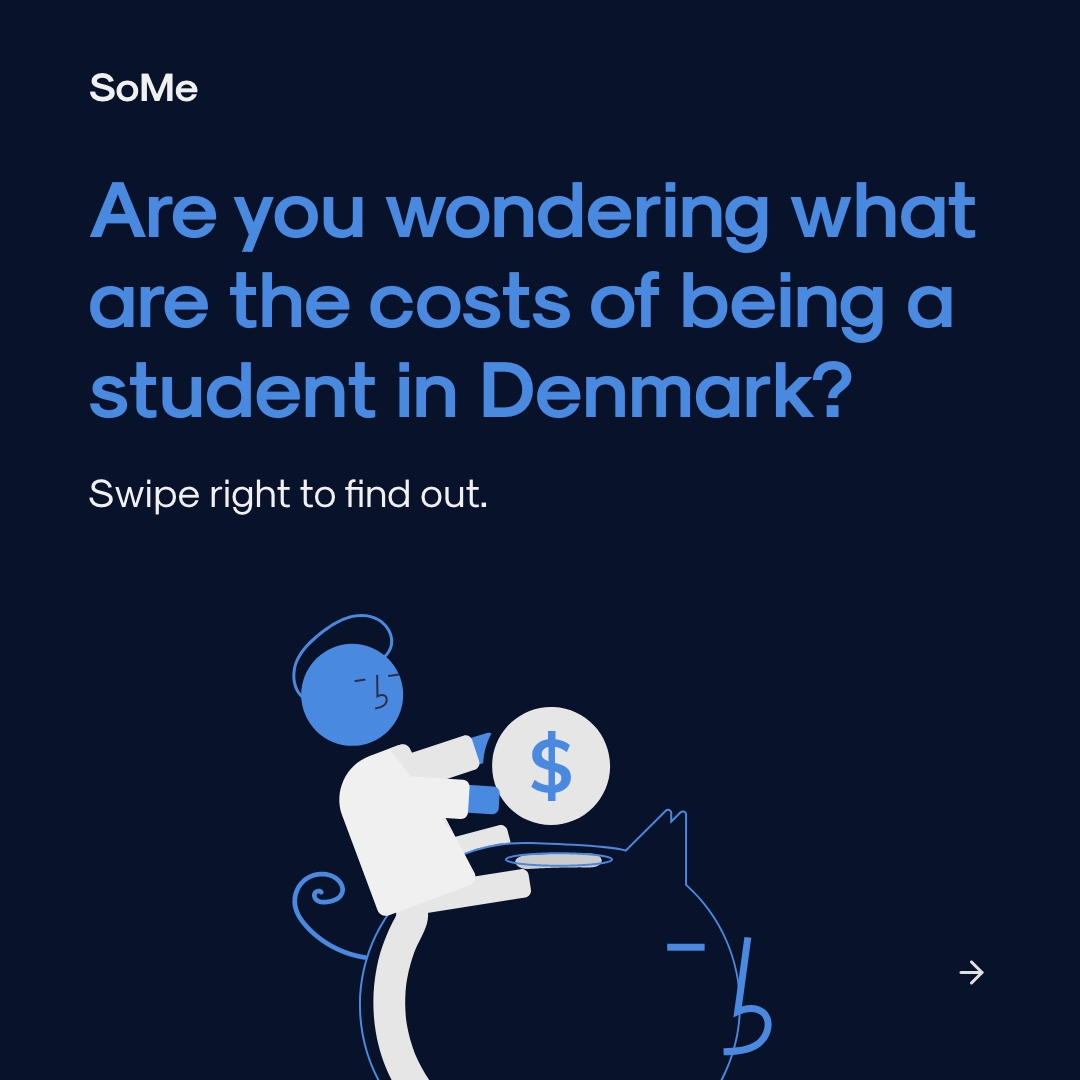 SoMe
Are you wondering what
are the costs of being a
student in Denmark?
Swipe right to find out.
$